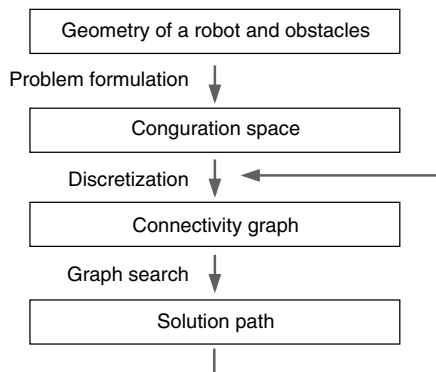 Geometry of a robot and obstacles
Problem formulation
Conguration space
Discretization
Connectivity graph
Graph search
Solution path